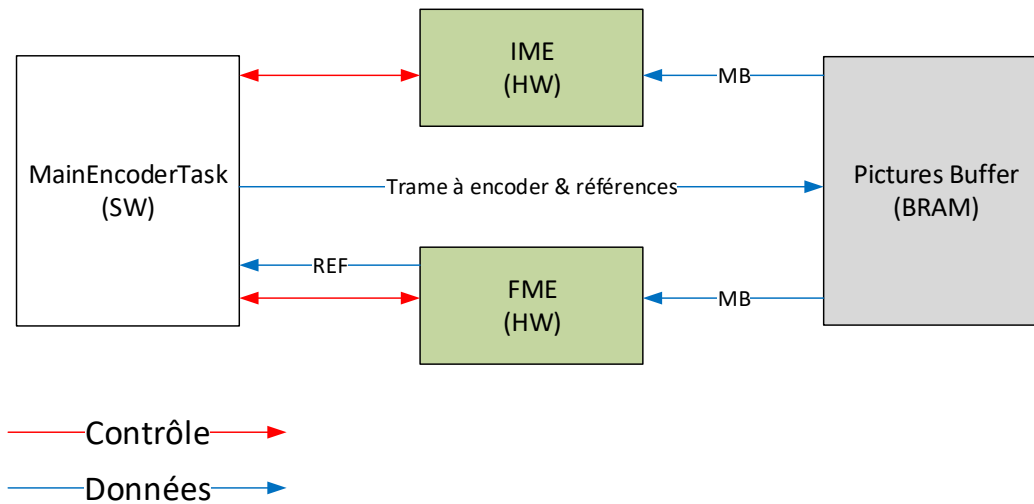 IME
(HW)
MB
MainEncoderTask
(SW)
Trame à encoder & références
Pictures Buffer
(BRAM)
REF
FME
(HW)
MB
Contrôle
Données